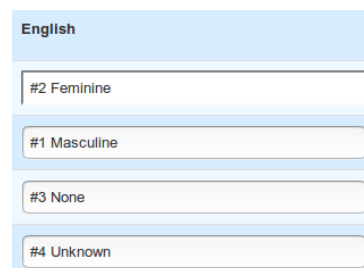 English
#2 Feminine
#1 Masculine
#3 None
#4 Unknown